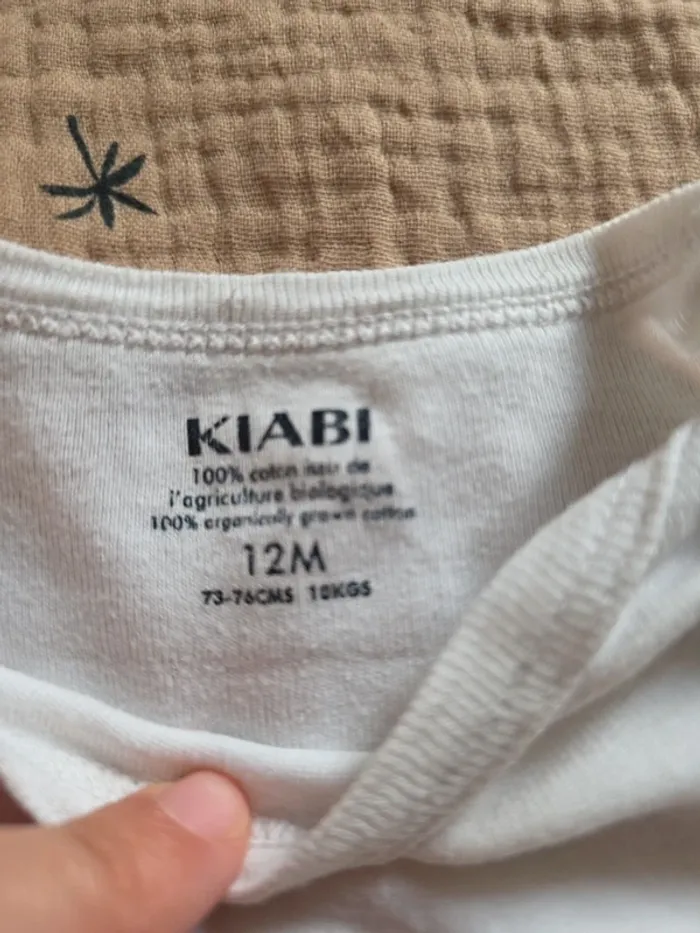 KIABI
100% coton issu de
l'agriculture biologique
100% organically grown cotton
12M
73-76CMS 10KGS